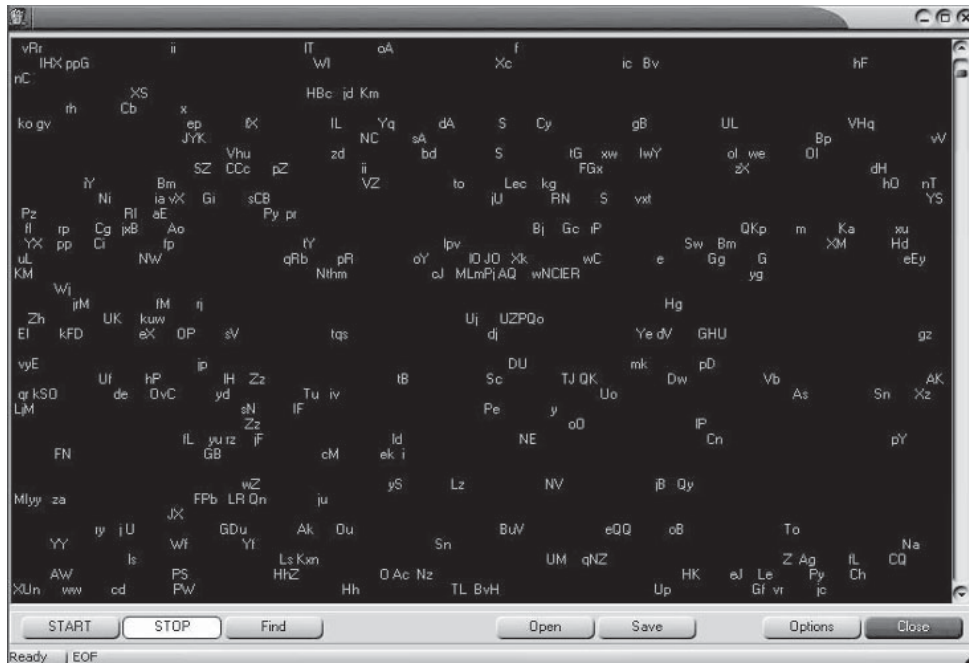 vRr ii IT oA f
IHX ppG WI Xc ic Bv hF
nC
XS HBc jd Km
rh Cb x
ko gv ep fX IL Yq dA S Cy gB UL VHq
JYK NC sA Bp vV
Vhu zd bd S tG xw IwY ol we OI
SZ CCc pZ ii FGx zX dH
iY Bm VZ to Lec kg hO nT
Ni ia vX Gi sCB jU RN S vxt YS
Pz RI aE Py pr
fl rp Cg jxB Ao Bj Gc iP QKp m Ka xu
YX pp Ci fp tY Ipv Sw Bm XM Hd
uL NW qRb pR oY IO JO Xk wC e Gg G eEy
KM Nthm oJ MLmPj AQ wNCIER yg
Wj
jrM fM rj Hg
Zh UK kuw Uj UZPQo
EI kFD eX OP sV tqs dj Ye dV GHU gz
vyE jp DU mk pD
Uf hP IH Zz tB Sc TJ QK Dw Vb AK
qr kSO de OvC yd Tu iv Uo As Sn Xz
LjM sN IF Pe y
Zz oO IP
fL yu rz jF Id NE Cn pY
FN GB cM ek i
wZ yS Lz NV jB Qy
MIyy za FPb LR Qn ju
JX
ry j U GDu Ak Ou BuV eQQ oB To
YY Wf Yf Sn Na
Is Ls Kxn UM qNZ Z Ag fL CQ
AW PS HhZ O Ac Nz HK eJ Le Py Ch
XUn ww cd PW Hh TL BvH Up Gf vr jc
START STOP Find Open Save Options Close
Ready EOF